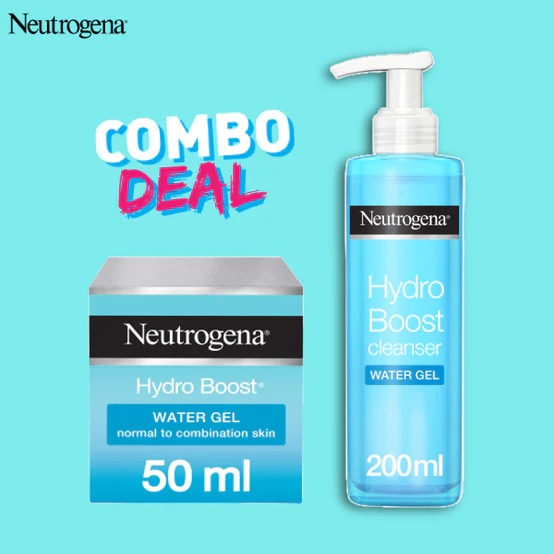 Neutrogena®
COMBO
DEAL
Neutrogena®
Hydro Boost®
WATER GEL
normal to combination skin
50 ml
Neutrogena®
Hydro
Boost
cleanser
WATER GEL
200ml